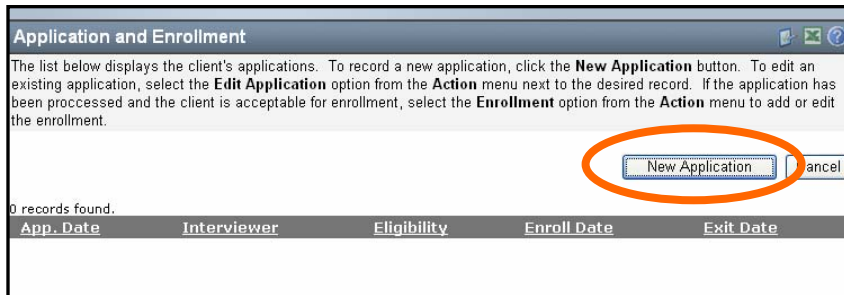 Application and Enrollment
The list below displays the client's applications. To record a new application, click the New Application button. To edit an
existing application, select the Edit Application option from the Action menu next to the desired record. If the application has
been proccessed and the client is acceptable for enrollment, select the Enrollment option from the Action menu to add or edit
the enrollment.
New Application
0 records found.
App. Date Interviewer Eligibility Enroll Date Exit Date